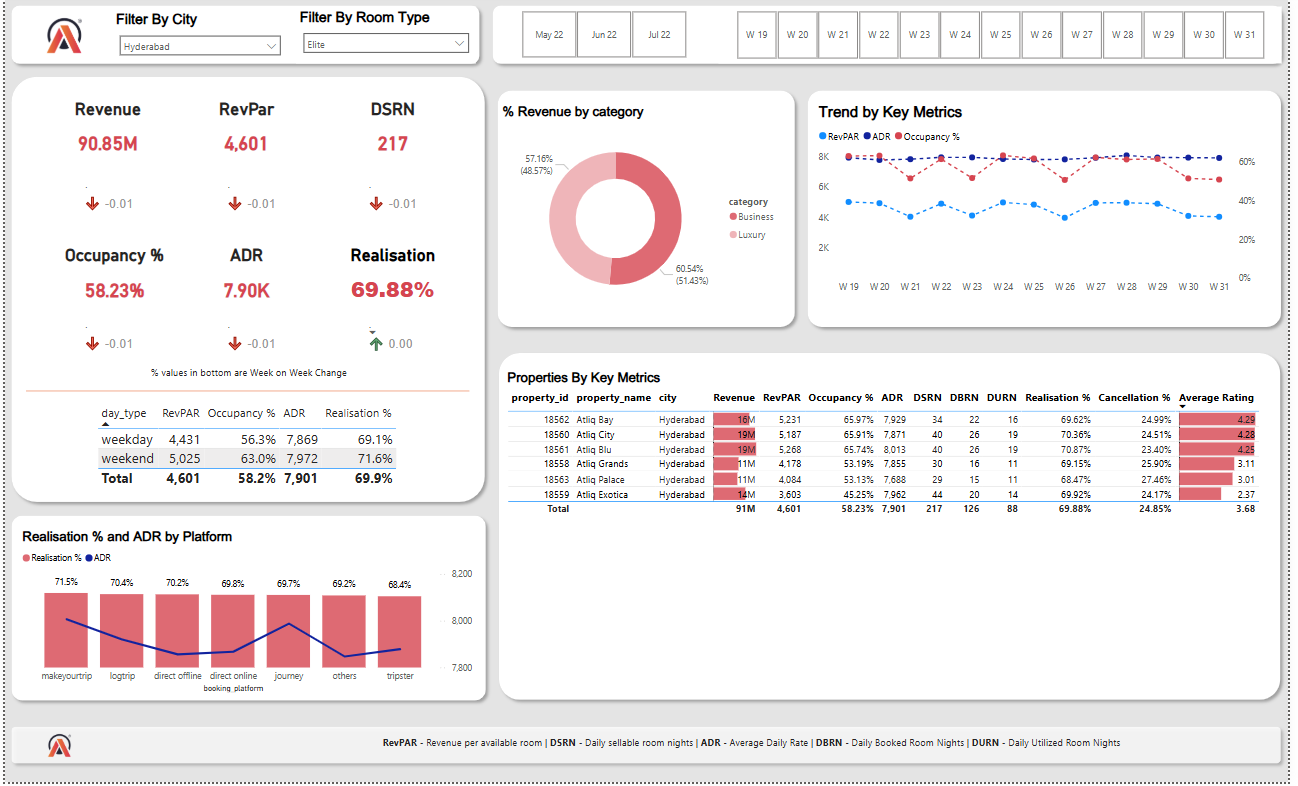 Filter By City
Hyderabad
Filter By Room Type
Elite
May 22 Jun 22 Jul 22
W 19 W 20 W 21 W 22 W 23 W 24 W 25 W 26 W 27 W 28 W 29 W 30 W 31
Revenue RevPar DSRN
90.85M 4,601 217
-0.01 -0.01 -0.01
Occupancy % ADR Realisation
58.23% 7.90K 69.88%
-0.01 -0.01 0.00
% values in bottom are Week on Week Change
day_type RevPAR Occupancy % ADR Realisation %
weekday 4,431 56.3% 7,869 69.1%
weekend 5,025 63.0% 7,972 71.6%
Total 4,601 58.2% 7,901 69.9%
% Revenue by category
57.16%
(48.57%)
60.54%
(51.43%)
category
Business
Luxury
Trend by Key Metrics
RevPAR ADR Occupancy %
8K
6K
4K
2K
60%
40%
20%
0%
W 19 W 20 W 21 W 22 W 23 W 24 W 25 W 26 W 27 W 28 W 29 W 30 W 31
Properties By Key Metrics
property_id property_name city Revenue RevPAR Occupancy % ADR DSRN DBRN DURN Realisation % Cancellation % Average Rating
18562 Atliq Bay Hyderabad 16M 5,231 65.97% 7,929 34 22 16 69.62% 24.99% 4.29
18560 Atliq City Hyderabad 19M 5,187 65.91% 7,871 40 26 19 70.36% 24.51% 4.28
18561 Atliq Blu Hyderabad 19M 5,268 65.74% 8,013 40 26 19 70.87% 23.40% 4.25
18558 Atliq Grands Hyderabad 11M 4,178 53.19% 7,855 30 16 11 69.15% 25.90% 3.11
18563 Atliq Palace Hyderabad 11M 4,084 53.13% 7,688 29 15 11 68.47% 27.46% 3.01
18559 Atliq Exotica Hyderabad 14M 3,603 45.25% 7,962 44 20 14 69.92% 24.17% 2.37
Total 91M 4,601 58.23% 7,901 217 126 88 69.88% 24.85% 3.68
Realisation % and ADR by Platform
Realisation % ADR
71.5% 70.4% 70.2% 69.8% 69.7% 69.2% 68.4%
8,200
8,000
7,800
makeyourtrip logtrip direct offline direct online journey others tripster
booking_platform
RevPAR - Revenue per available room | DSRN - Daily sellable room nights | ADR - Average Daily Rate | DBRN - Daily Booked Room Nights | DURN - Daily Utilized Room Nights